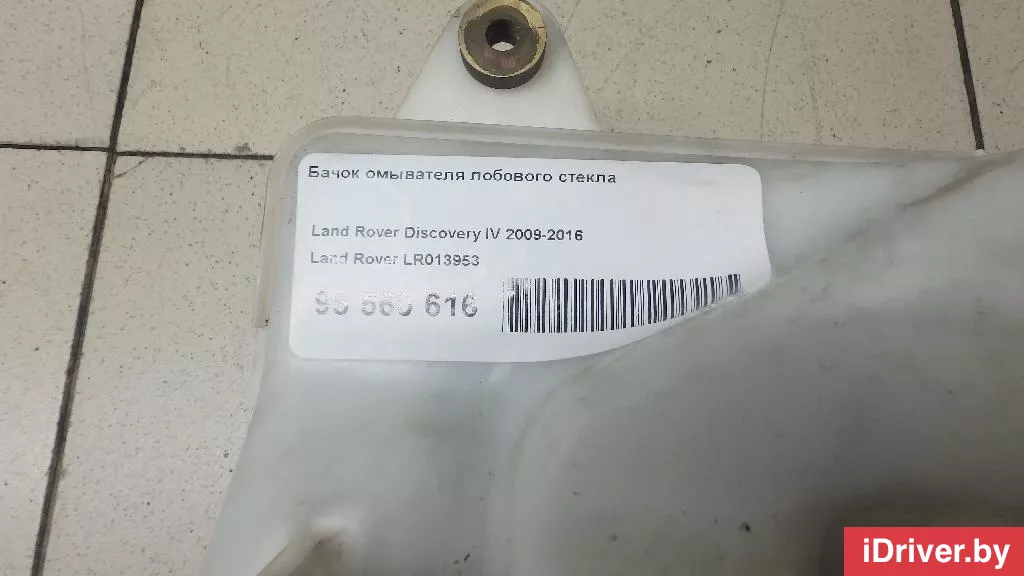 Бачок омывателя лобового стекла
Land Rover Discovery IV 2009-2016
Land Rover LR013953
616
iDriver.by